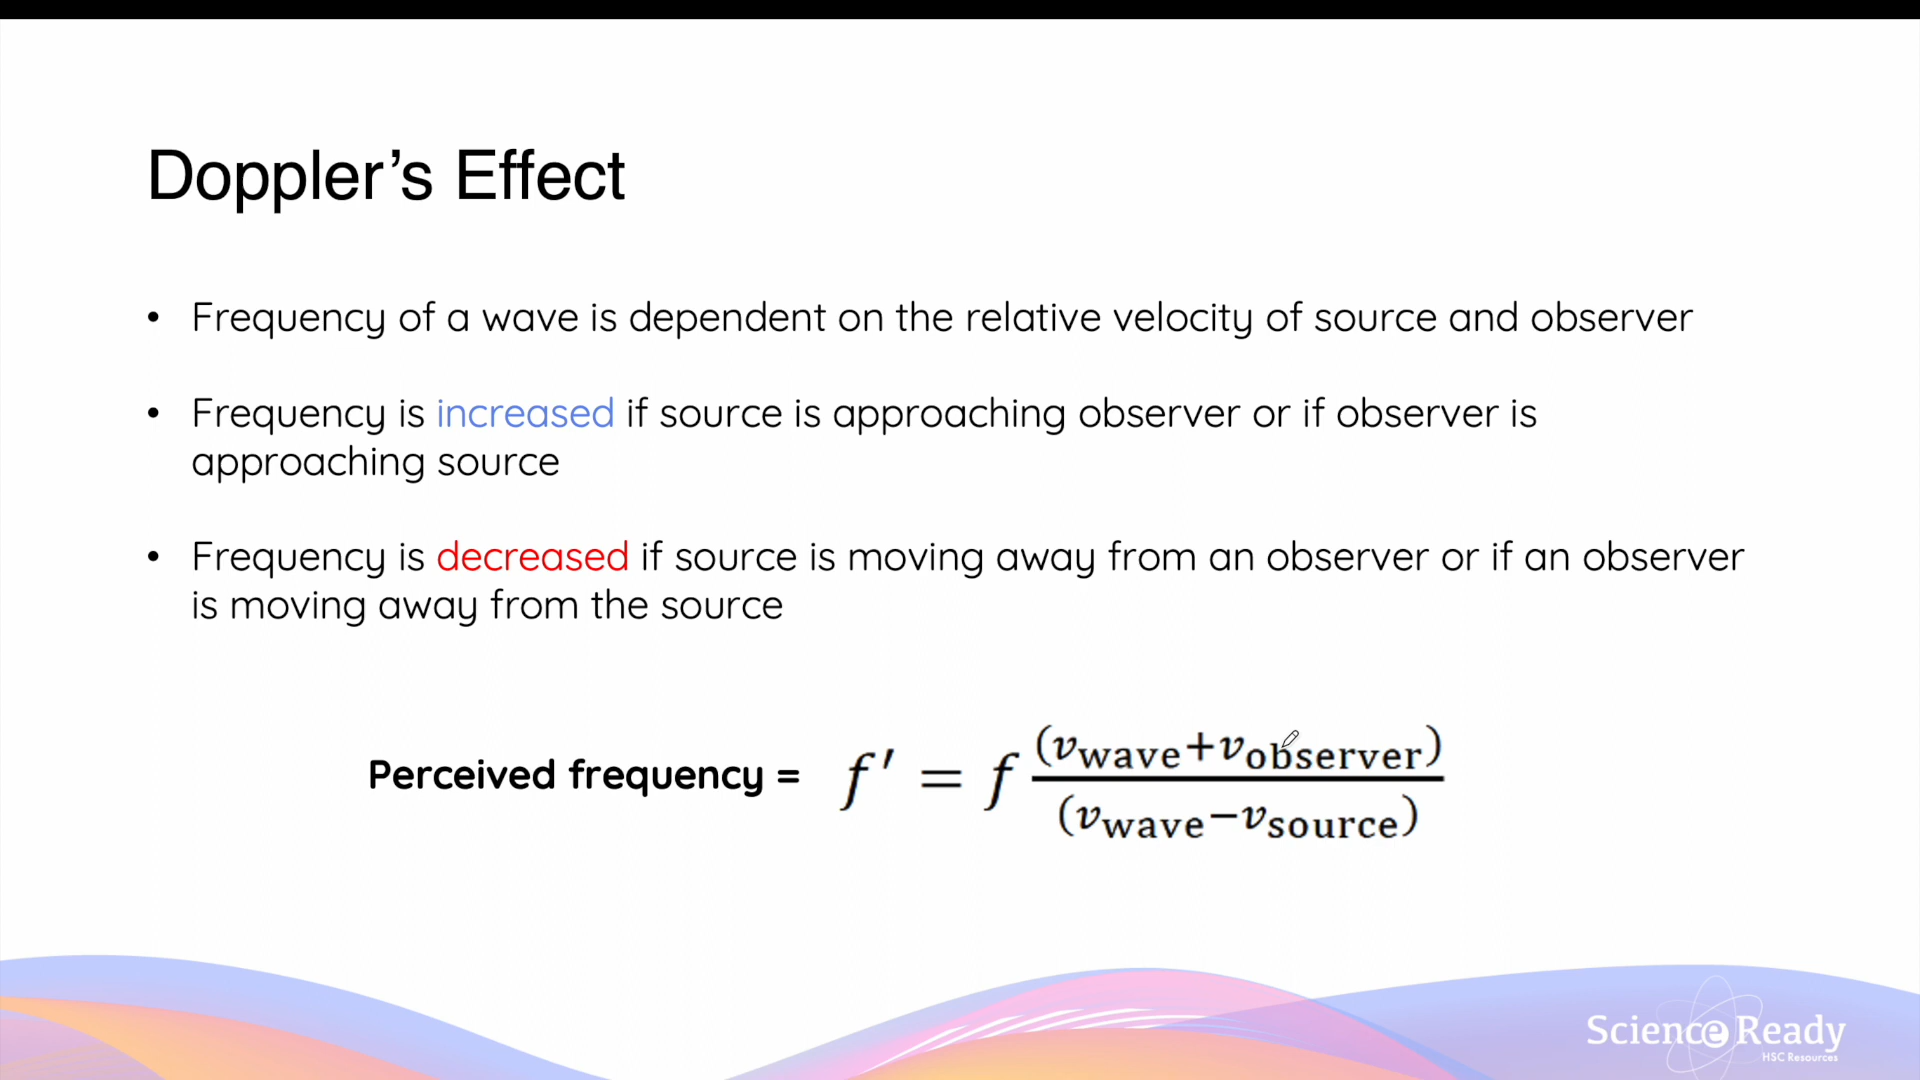 Doppler’s Effect
• Frequency of a wave is dependent on the relative velocity of source and observer
• Frequency is increased if source is approaching observer or if observer is
approaching source
• Frequency is decreased if source is moving away from an observer or if an observer
is moving away from the source
Perceived frequency = f′ = f (v_wave+v_observer) / (v_wave−v_source)
Science Ready
HSC Resources